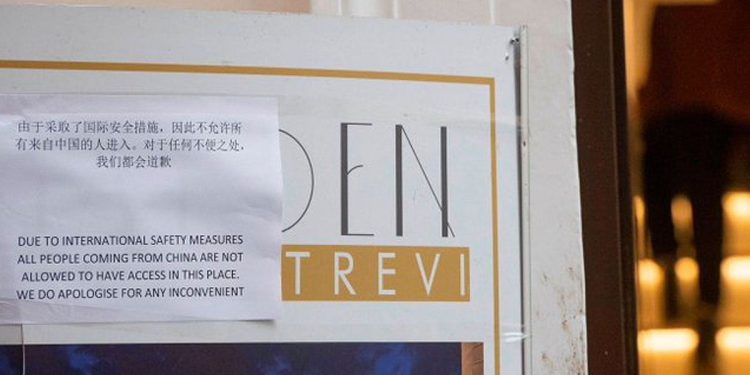 由于采取了国际安全措施，因此不允许所
有来自中国的人进入。对于任何不便之处，
我们都会道歉
DUE TO INTERNATIONAL SAFETY MEASURES
ALL PEOPLE COMING FROM CHINA ARE NOT
ALLOWED TO HAVE ACCESS IN THIS PLACE.
WE DO APOLOGISE FOR ANY INCONVENIENT
DEN
TREVI